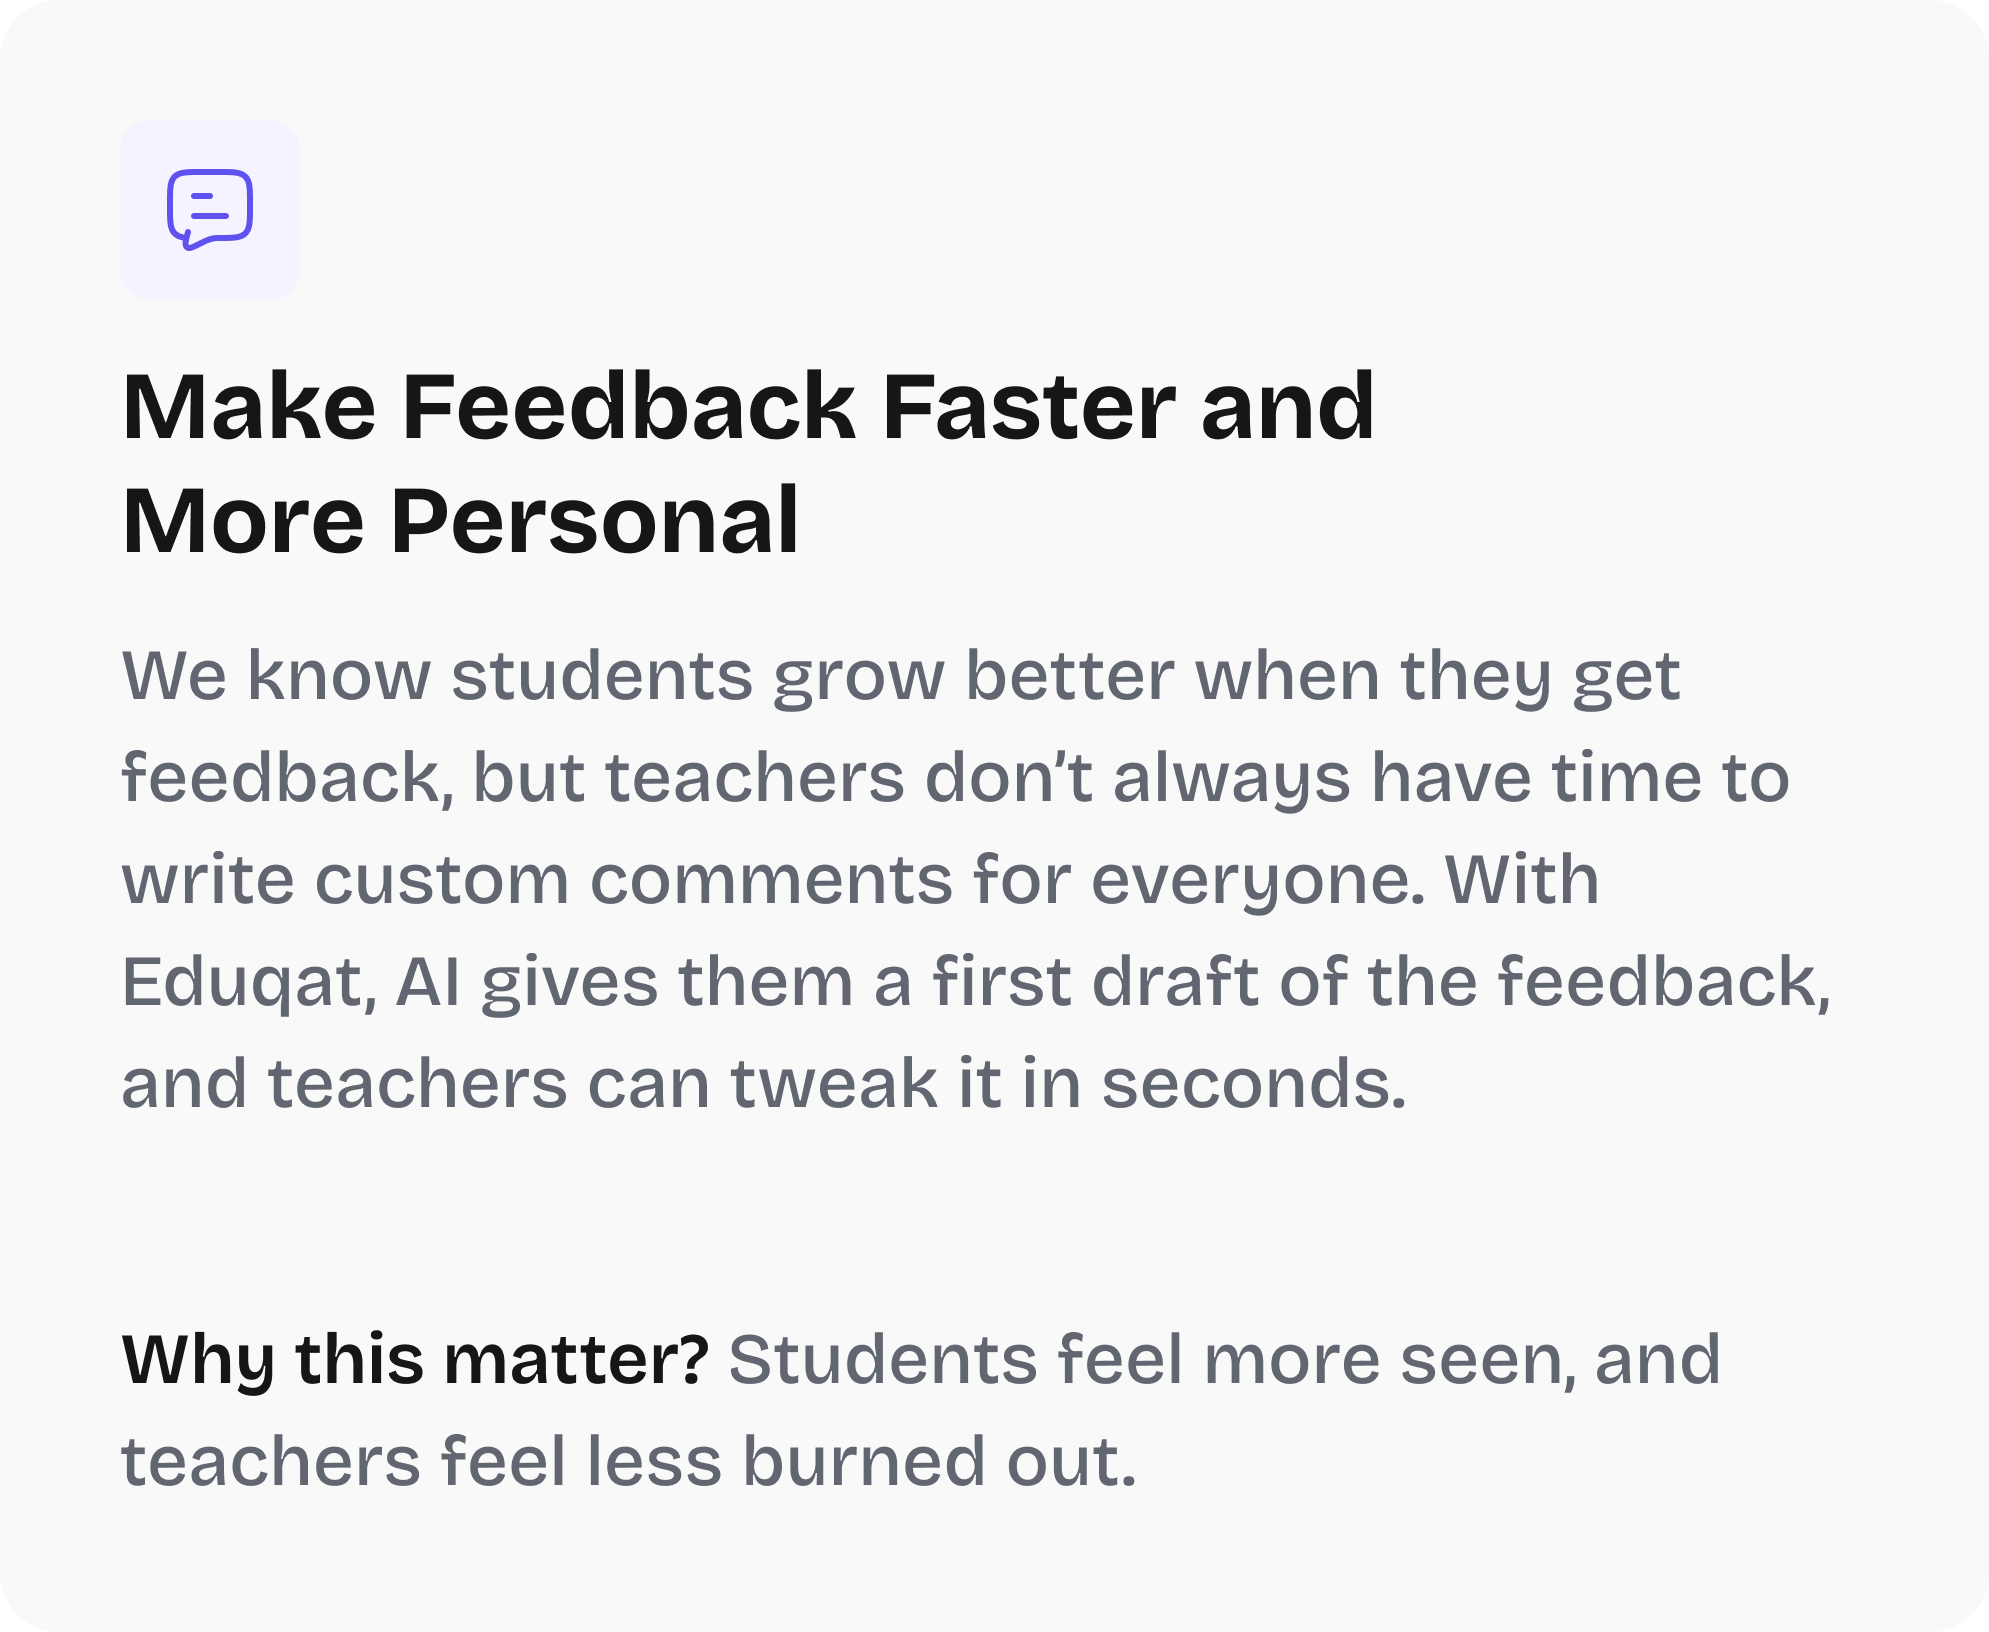 Make Feedback Faster and
More Personal
We know students grow better when they get
feedback, but teachers don’t always have time to
write custom comments for everyone. With
Eduqat, AI gives them a first draft of the feedback,
and teachers can tweak it in seconds.
Why this matter? Students feel more seen, and
teachers feel less burned out.